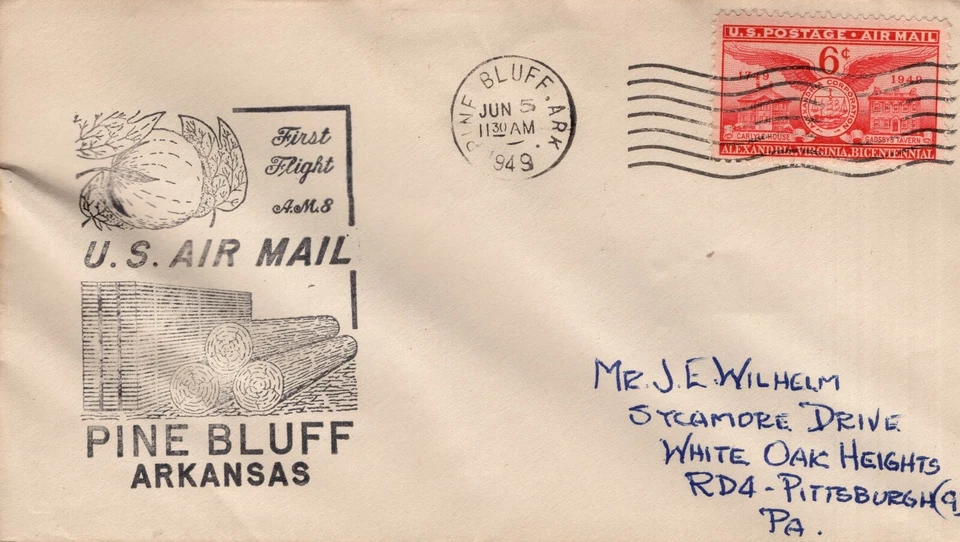 First
Flight
A.M.8
U.S. AIR MAIL
PINE BLUFF
ARKANSAS
PINE BLUFF, ARK.
JUN 5
11 30 AM
1949
U.S. POSTAGE • AIR MAIL
6¢
1749 1949
CARLYLE HOUSE GADSBY'S TAVERN
ALEXANDRIA, VIRGINIA, BICENTENNIAL
MR. J.E. WILHELM
SYCAMORE DRIVE
WHITE OAK HEIGHTS
RD4 - PITTSBURGH (9
PA.